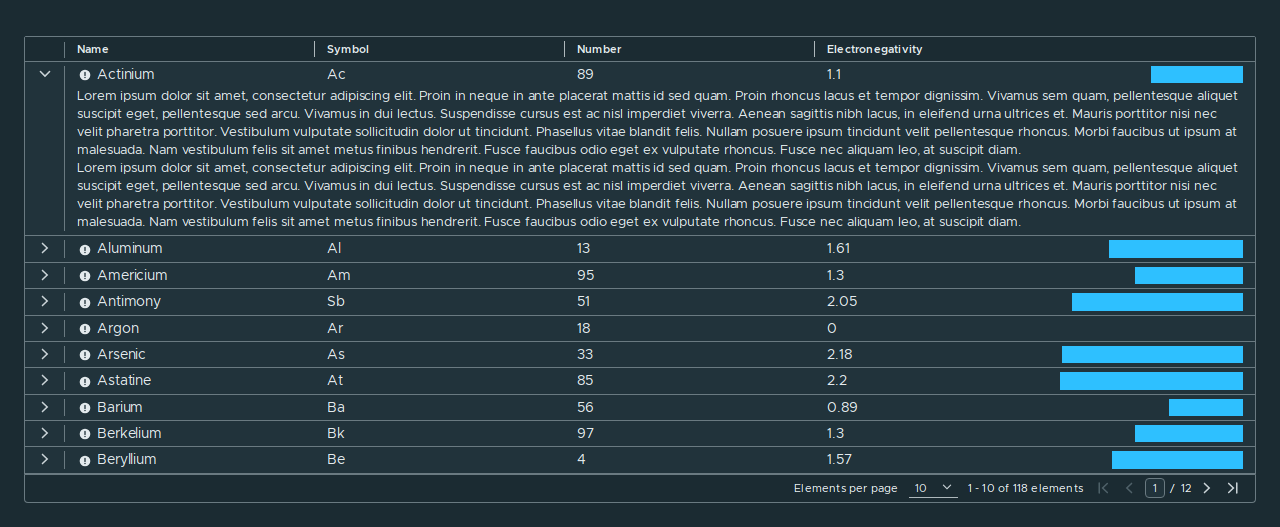 Name Symbol Number Electronegativity
Actinium Ac 89 1.1
Lorem ipsum dolor sit amet, consectetur adipiscing elit. Proin in neque in ante placerat mattis id sed quam. Proin rhoncus lacus et tempor dignissim. Vivamus sem quam, pellentesque aliquet
suscipit eget, pellentesque sed arcu. Vivamus in dui lectus. Suspendisse cursus est ac nisl imperdiet viverra. Aenean sagittis nibh lacus, in eleifend urna ultrices et. Mauris porttitor nisi nec
velit pharetra porttitor. Vestibulum vulputate sollicitudin dolor ut tincidunt. Phasellus vitae blandit felis. Nullam posuere ipsum tincidunt velit pellentesque rhoncus. Morbi faucibus ut ipsum at
malesuada. Nam vestibulum felis sit amet metus finibus hendrerit. Fusce faucibus odio eget ex vulputate rhoncus. Fusce nec aliquam leo, at suscipit diam.
Lorem ipsum dolor sit amet, consectetur adipiscing elit. Proin in neque in ante placerat mattis id sed quam. Proin rhoncus lacus et tempor dignissim. Vivamus sem quam, pellentesque aliquet
suscipit eget, pellentesque sed arcu. Vivamus in dui lectus. Suspendisse cursus est ac nisl imperdiet viverra. Aenean sagittis nibh lacus, in eleifend urna ultrices et. Mauris porttitor nisi nec
velit pharetra porttitor. Vestibulum vulputate sollicitudin dolor ut tincidunt. Phasellus vitae blandit felis. Nullam posuere ipsum tincidunt velit pellentesque rhoncus. Morbi faucibus ut ipsum at
malesuada. Nam vestibulum felis sit amet metus finibus hendrerit. Fusce faucibus odio eget ex vulputate rhoncus. Fusce nec aliquam leo, at suscipit diam.
Aluminum Al 13 1.61
Americium Am 95 1.3
Antimony Sb 51 2.05
Argon Ar 18 0
Arsenic As 33 2.18
Astatine At 85 2.2
Barium Ba 56 0.89
Berkelium Bk 97 1.3
Beryllium Be 4 1.57
Elements per page 10 1 - 10 of 118 elements 1 / 12